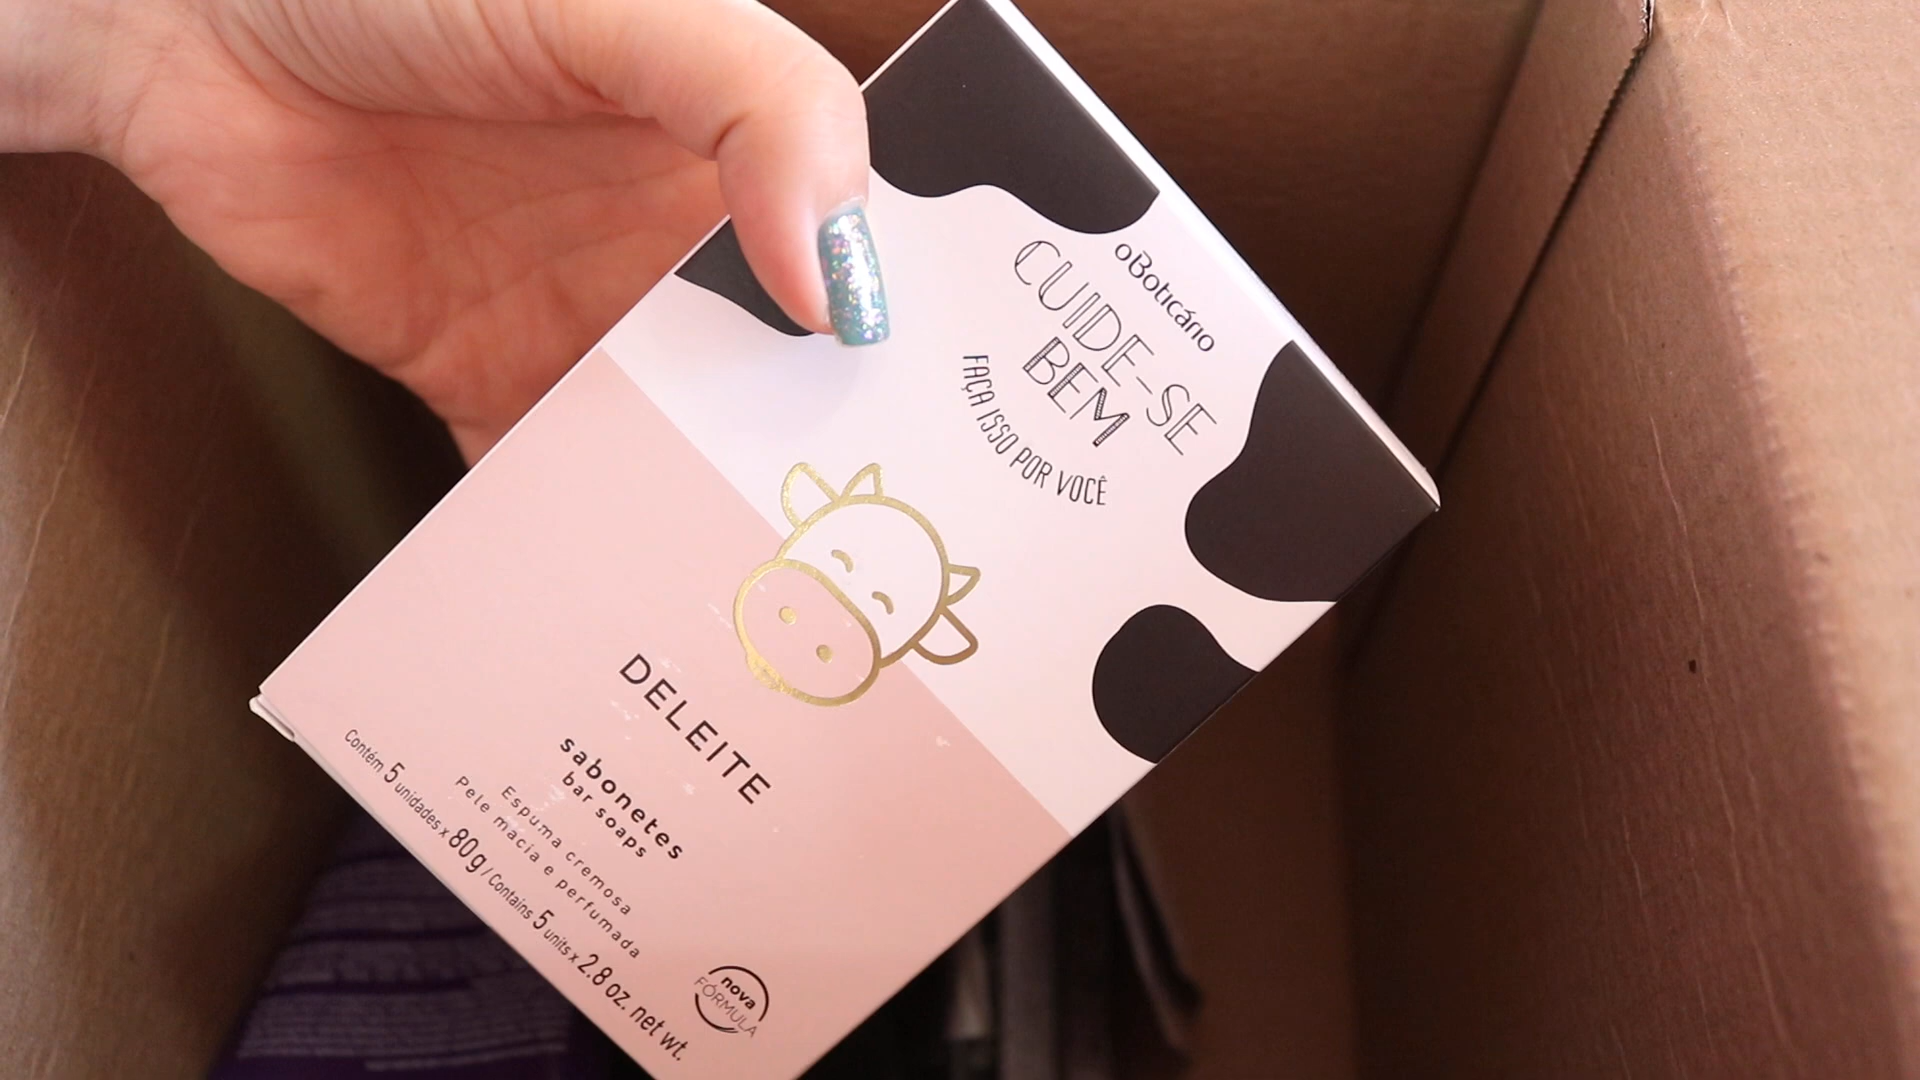 oBoticário
CUIDE-SE
BEM
FAÇA ISSO POR VOCÊ
DELEITE
sabonetes
bar soaps
Espuma cremosa
Pele macia e perfumada
Contém 5 unidades x 80g / Contains 5 units x 2.8 oz. net wt.
nova
FÓRMULA